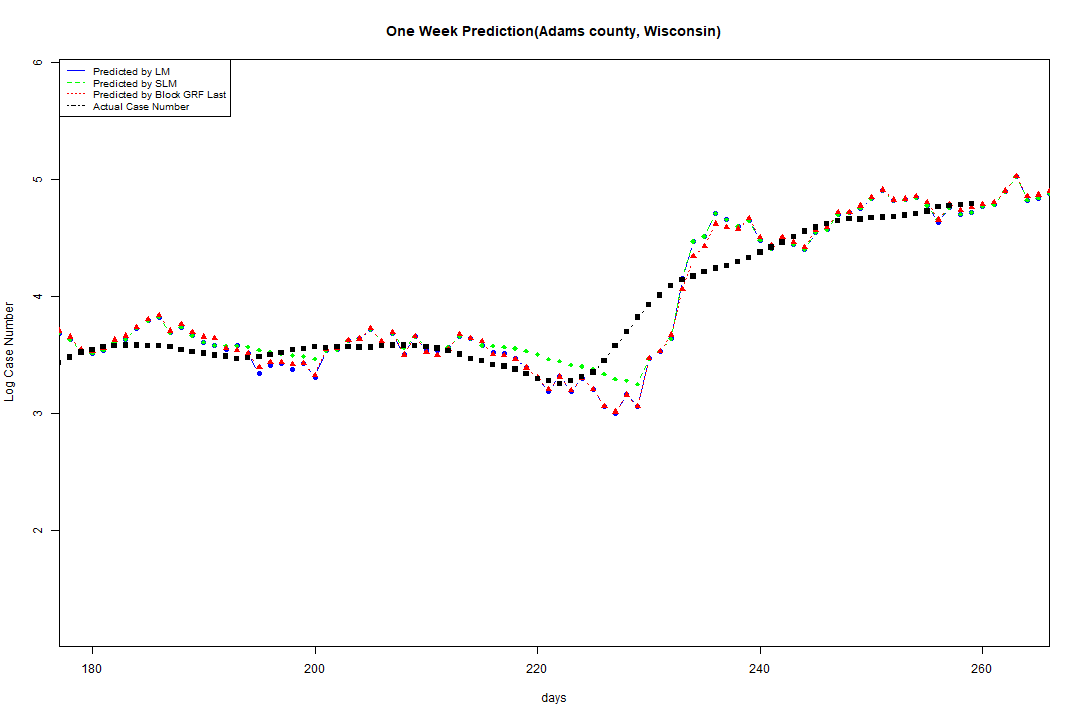 One Week Prediction(Adams county, Wisconsin)
Predicted by LM
Predicted by SLM
Predicted by Block GRF Last
Actual Case Number
6
5
4
3
2
Log Case Number
180 200 220 240 260
days